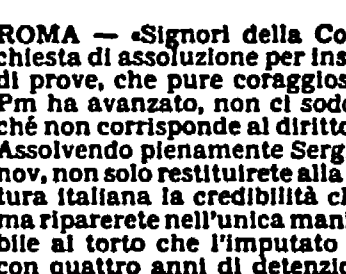 ROMA — «Signori della Co
chiesta di assoluzione per ins
di prove, che pure coraggios
Pm ha avanzato, non ci sodd
ché non corrisponde al diritto
Assolvendo pienamente Serg
nov, non solo restituirete alla
tura italiana la credibilità c
ma riparerete nell'unica mani
bile al torto che l'imputato
con quattro anni di detenzio